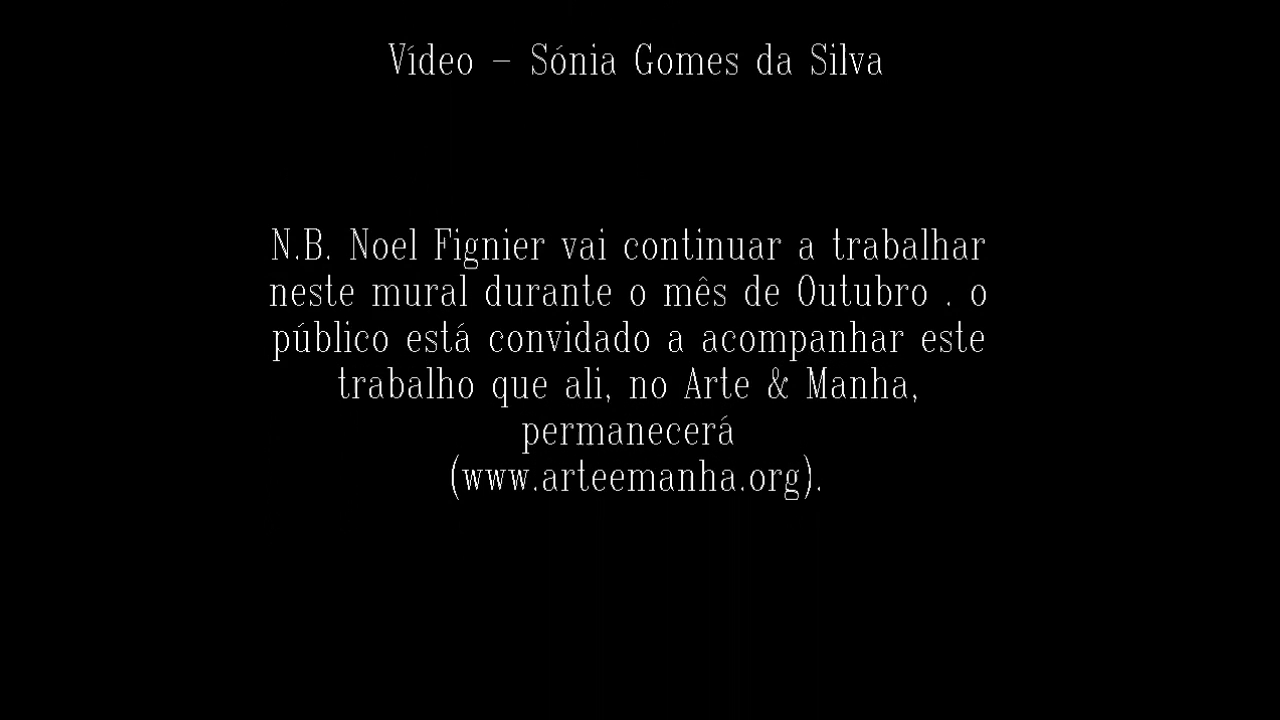 Vídeo - Sónia Gomes da Silva
N.B. Noel Fignier vai continuar a trabalhar
neste mural durante o mês de Outubro . o
público está convidado a acompanhar este
trabalho que ali, no Arte & Manha,
permanecerá
(www.arteemanha.org).